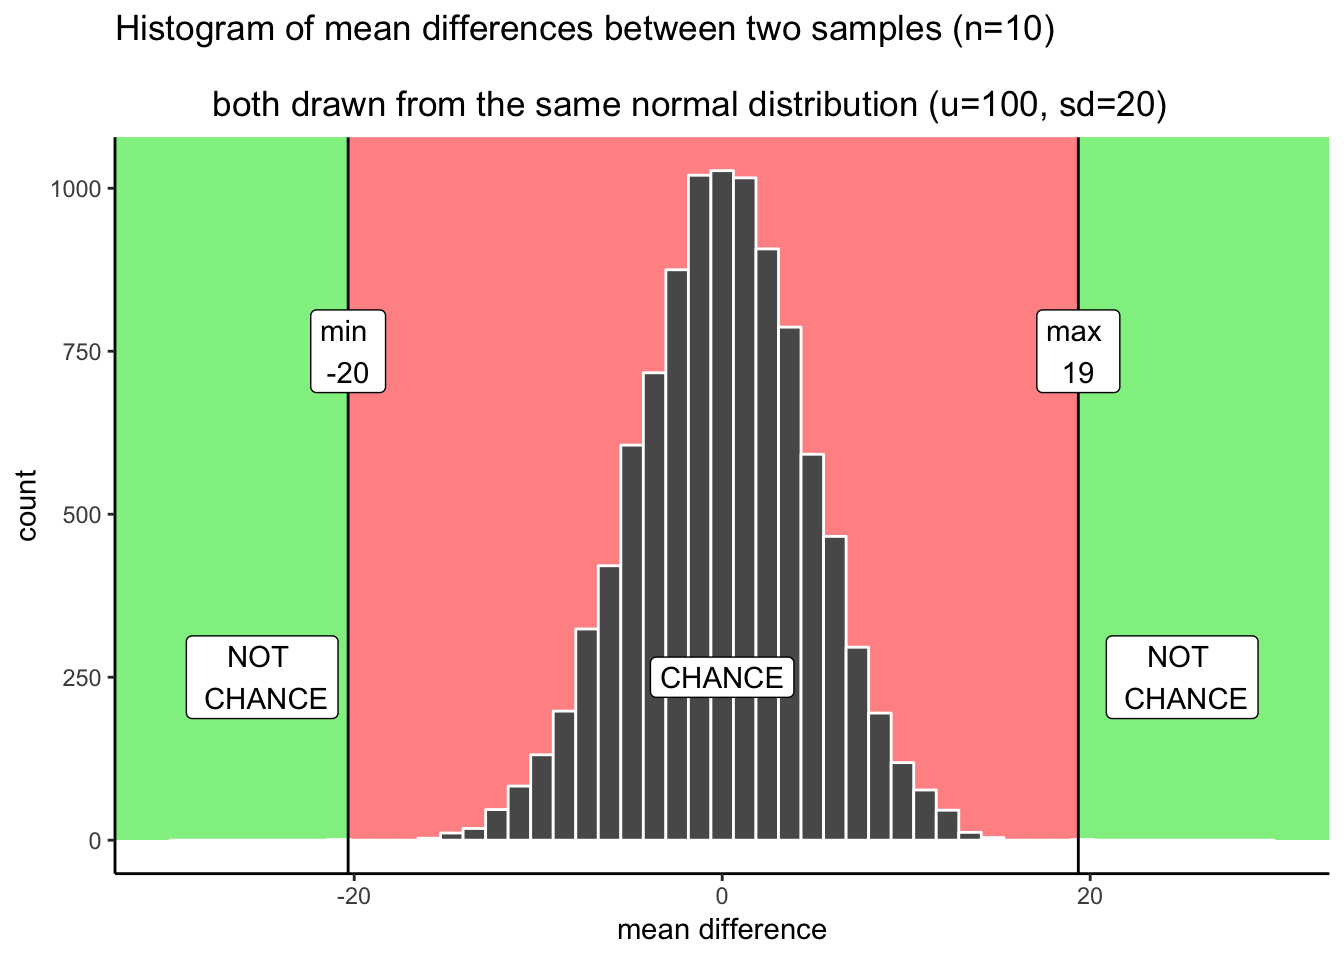 Histogram of mean differences between two samples (n=10)
both drawn from the same normal distribution (u=100, sd=20)
1000
750
500
250
0
count
min
-20
max
19
NOT
CHANCE
CHANCE
NOT
CHANCE
-20
0
20
mean difference